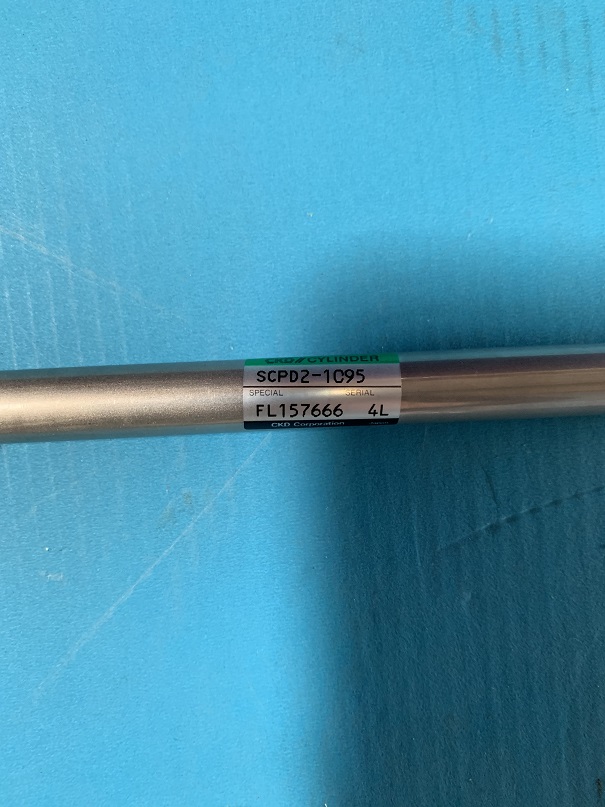 CKD CYLINDER
SCPD2-1C95
SPECIAL SERIAL
FL157666 4L
CKD Corporation